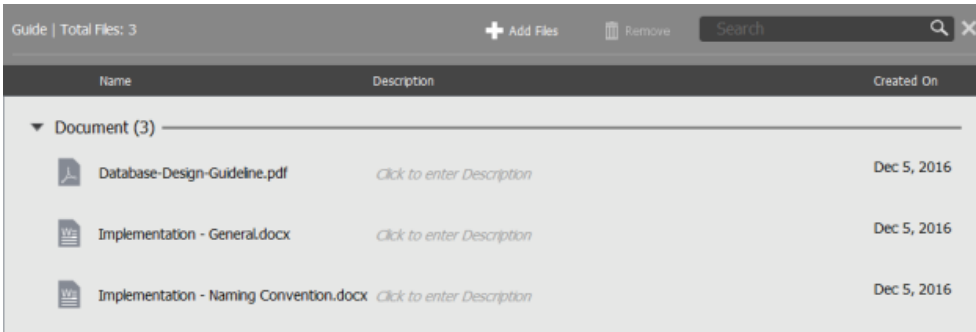 Guide | Total Files: 3 Add Files Remove Search
Name Description Created On
Document (3)
Database-Design-Guideline.pdf Click to enter Description Dec 5, 2016
Implementation - General.docx Click to enter Description Dec 5, 2016
Implementation - Naming Convention.docx Click to enter Description Dec 5, 2016